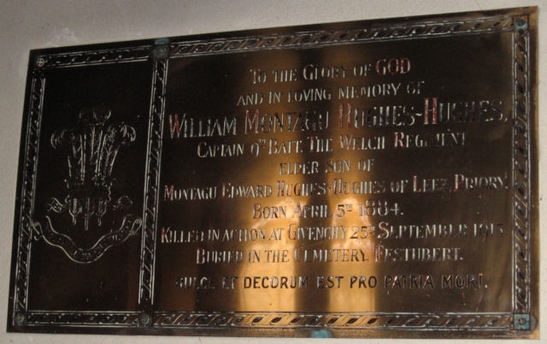 TO THE GLORY OF GOD
AND IN LOVING MEMORY OF
WILLIAM MONTAGU HUGHES-HUGHES.
CAPTAIN 9TH BATT. THE WELCH REGIMENT
ELDER SON OF
MONTAGU EDWARD HUGHES-HUGHES OF LEEZ PRIORY.
BORN APRIL 5TH 1884.
KILLED IN ACTION AT GIVENCHY 25TH SEPTEMBER 1915.
BURIED IN THE CEMETERY. FESTUBERT.
DULCE ET DECORUM EST PRO PATRIA MORI.